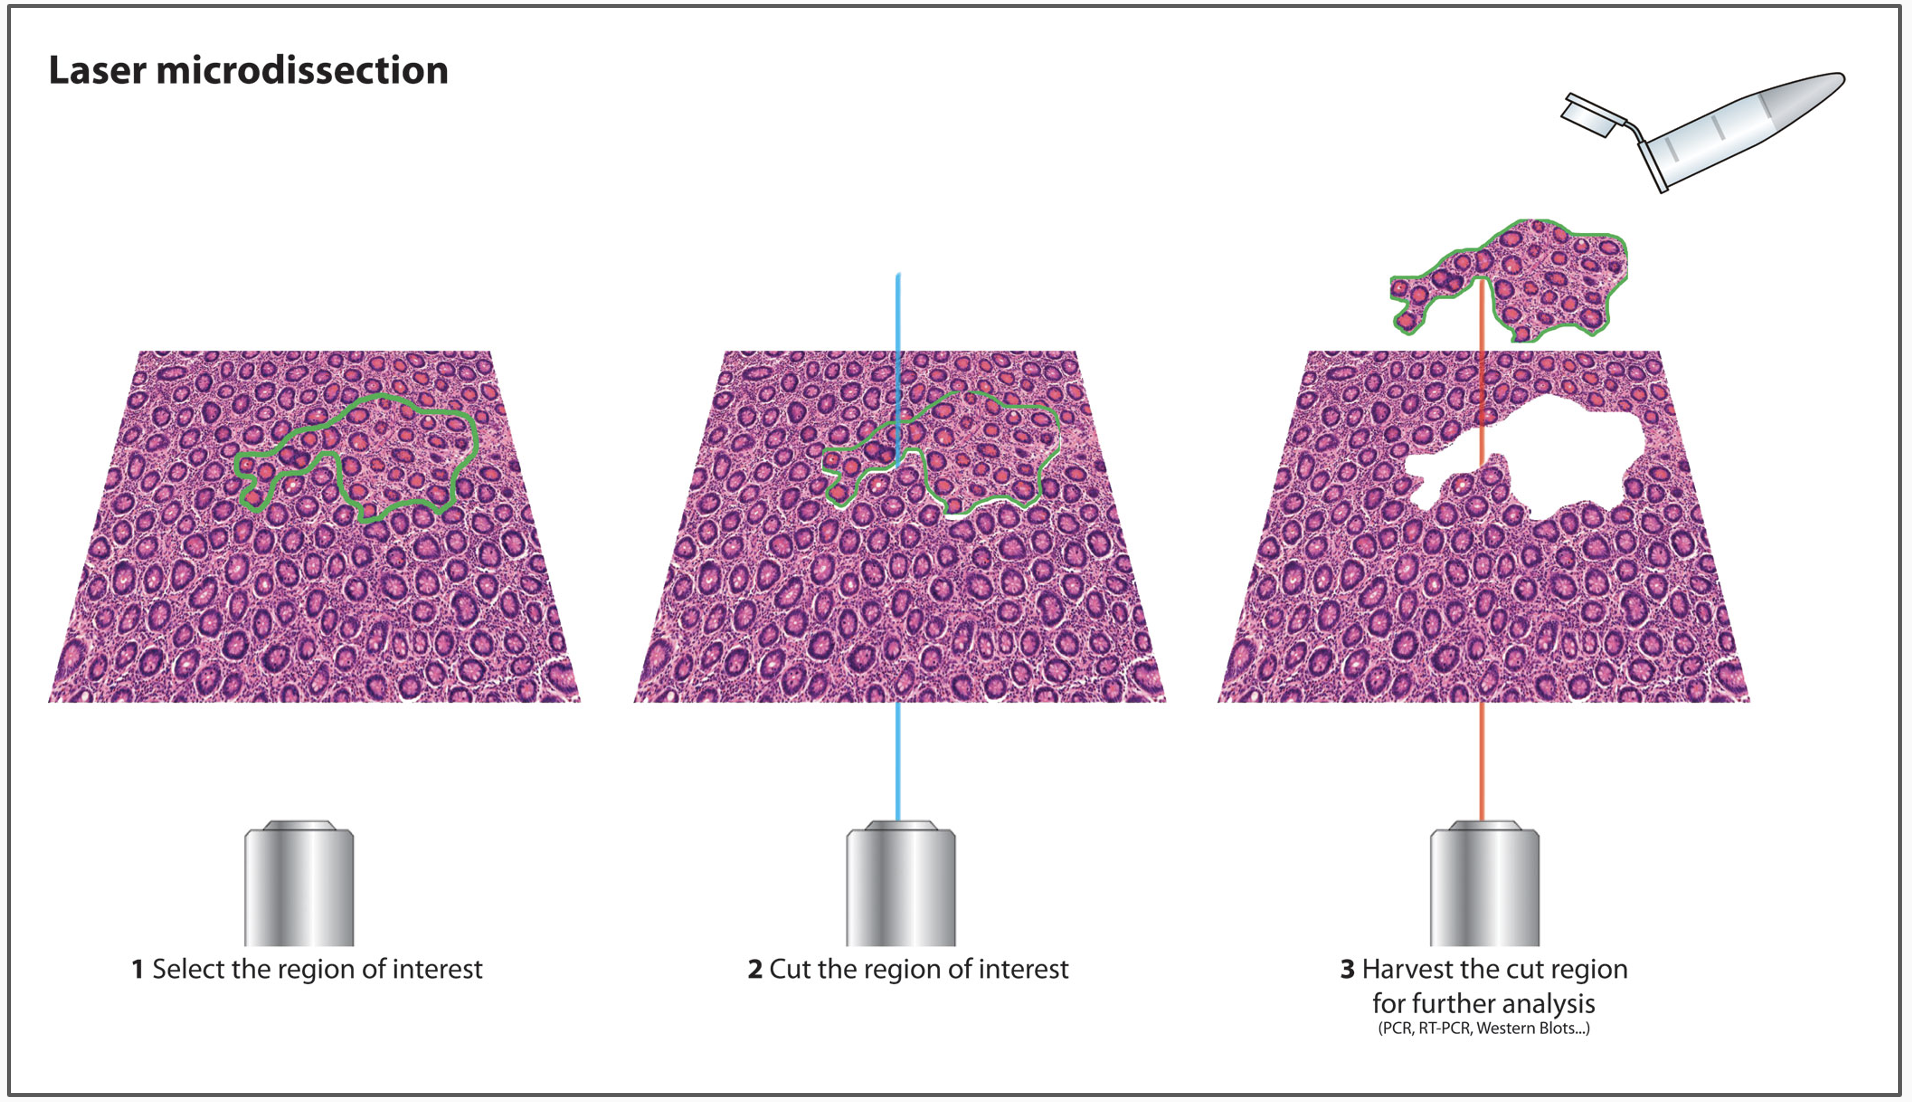 Laser microdissection
1 Select the region of interest
2 Cut the region of interest
3 Harvest the cut region
for further analysis
(PCR, RT-PCR, Western Blots...)